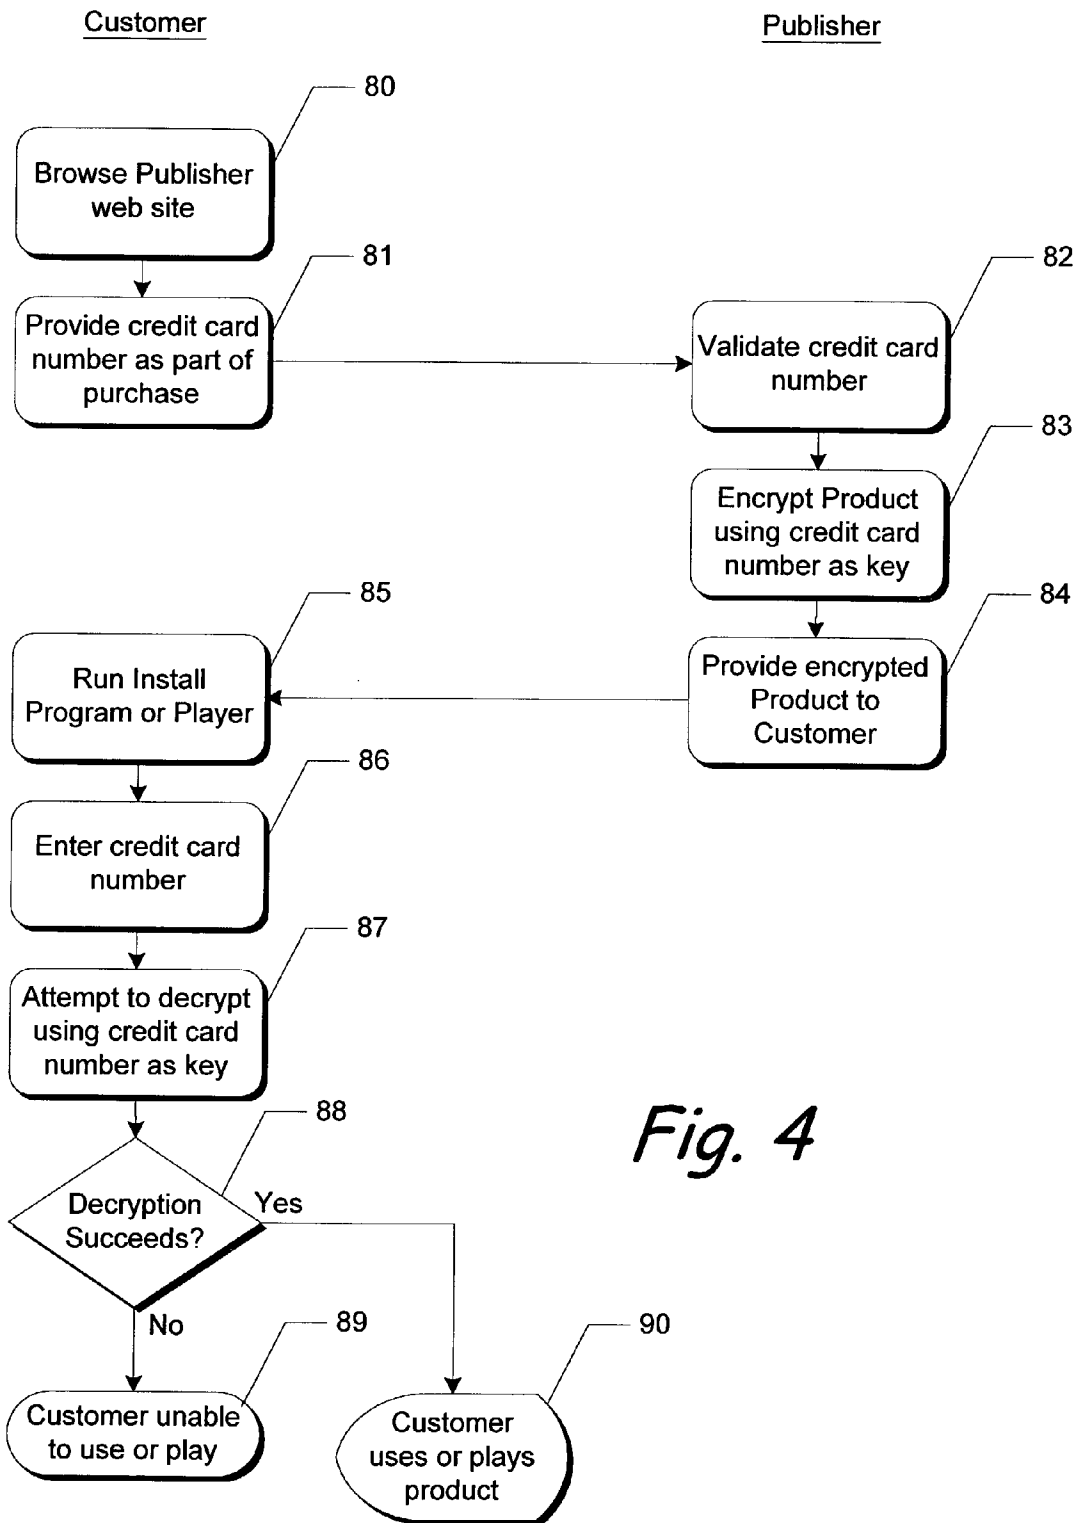 Customer
Publisher
80
Browse Publisher
web site
81
Provide credit card
number as part of
purchase
82
Validate credit card
number
83
Encrypt Product
using credit card
number as key
84
Provide encrypted
Product to
Customer
85
Run Install
Program or Player
86
Enter credit card
number
87
Attempt to decrypt
using credit card
number as key
88
Decryption
Succeeds?
Yes
No
89
Customer unable
to use or play
90
Customer
uses or plays
product
Fig. 4